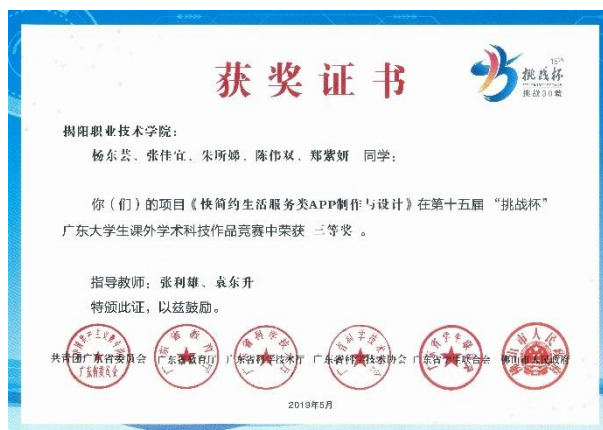 获奖证书
15th
挑战杯
挑战30载
揭阳职业技术学院：
杨东芸、张佳宜、朱所娣、陈伟双、郑紫妍 同学：
你（们）的项目《快简约生活服务类APP制作与设计》在第十五届 “挑战杯”
广东大学生课外学术科技作品竞赛中荣获 三等奖 。
指导教师：张利雄、袁东升
特颁此证，以兹鼓励。
共青团广东省委员会 广东省教育厅 广东省科学技术厅 广东省科学技术协会 广东省学生联合会 佛山市人民政府
2019年5月